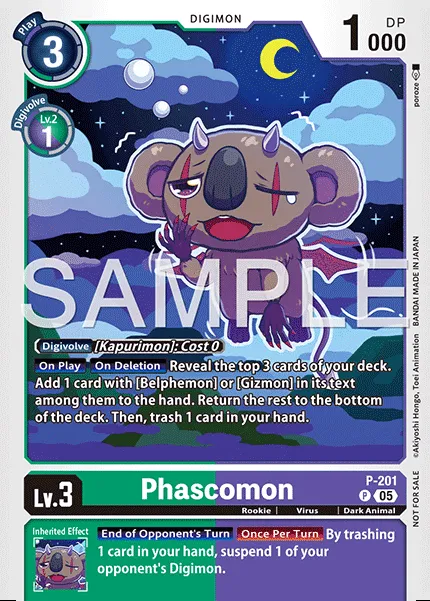 DIGIMON
Play
3
1000
DP
Digivolve
Lv.2
1
poroze
SAMPLE
©Akiyoshi Hongo, Toei Animation BANDAI MADE IN JAPAN
NOT FOR SALE
Digivolve [Kapurimon]: Cost 0
On Play On Deletion Reveal the top 3 cards of your deck.
Add 1 card with [Belphemon] or [Gizmon] in its text
among them to the hand. Return the rest to the bottom
of the deck. Then, trash 1 card in your hand.
Lv.3
Phascomon
P-201
P 05
Rookie Virus Dark Animal
Inherited Effect
End of Opponent's Turn Once Per Turn By trashing
1 card in your hand, suspend 1 of your
opponent's Digimon.